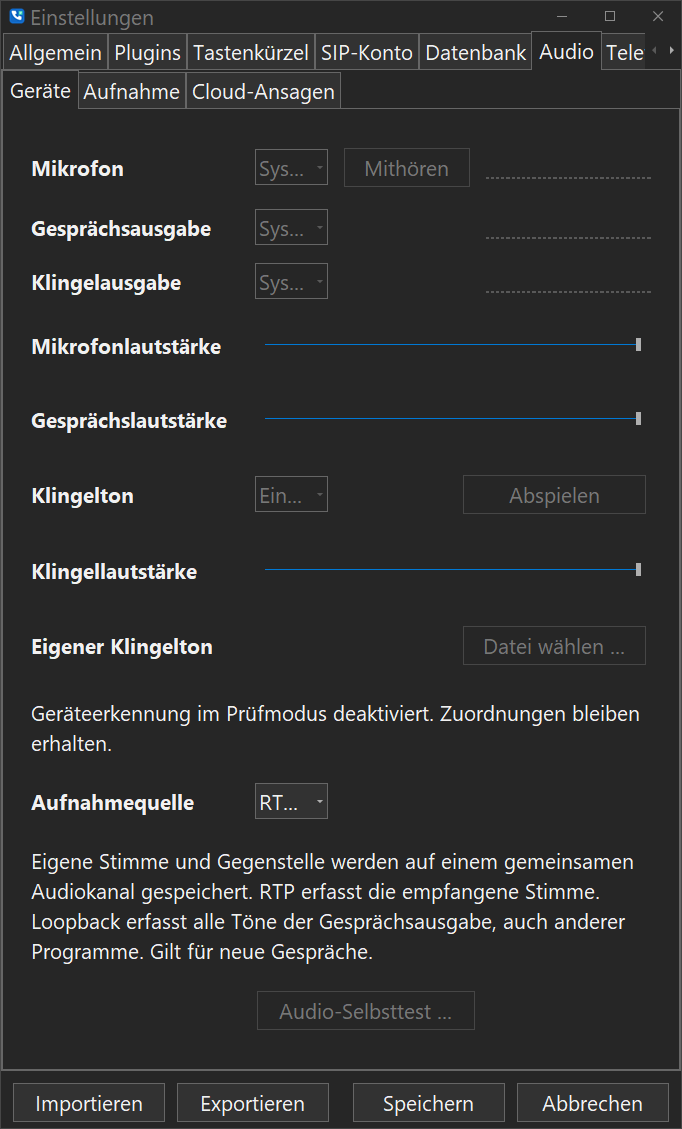 Einstellungen
Allgemein Plugins Tastenkürzel SIP-Konto Datenbank Audio Tele
Geräte Aufnahme Cloud-Ansagen
Mikrofon Sys... Mithören
Gesprächsausgabe Sys...
Klingelausgabe Sys...
Mikrofonlautstärke
Gesprächslautstärke
Klingelton Ein... Abspielen
Klingellautstärke
Eigener Klingelton Datei wählen ...
Geräteerkennung im Prüfmodus deaktiviert. Zuordnungen bleiben
erhalten.
Aufnahmequelle RT...
Eigene Stimme und Gegenstelle werden auf einem gemeinsamen
Audiokanal gespeichert. RTP erfasst die empfangene Stimme.
Loopback erfasst alle Töne der Gesprächsausgabe, auch anderer
Programme. Gilt für neue Gespräche.
Audio-Selbsttest ...
Importieren Exportieren Speichern Abbrechen